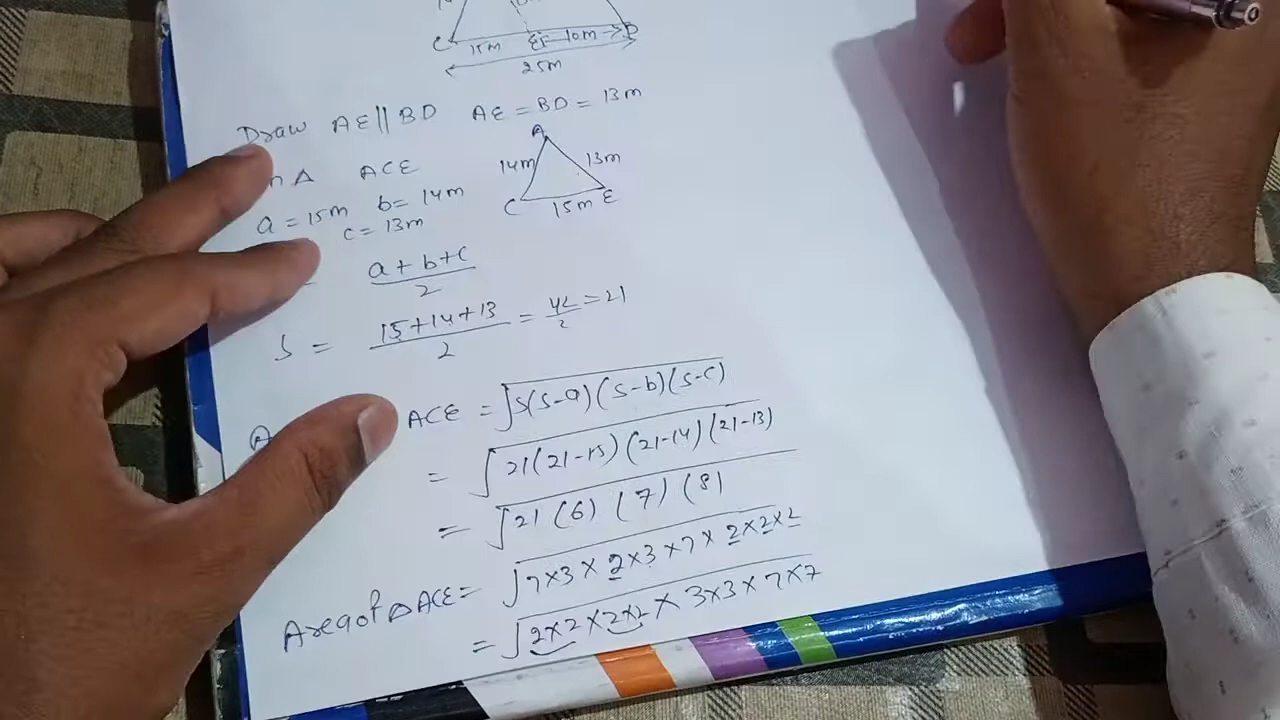 C 15m E 10m D
25m
Draw AE || BD AE = BD = 13m
A
n Δ ACE
14m 13m
C 15m E
a = 15m b = 14m
c = 13m
a + b + c / 2
S = 15+14+13 / 2 = 42/2 = 21
A ACE = √s(s-a)(s-b)(s-c)
= √21(21-15)(21-14)(21-13)
= √21 (6) (7) (8)
Area of Δ ACE = √7×3×2×3×7×2×2×2
= √2×2×2×2×3×3×7×7